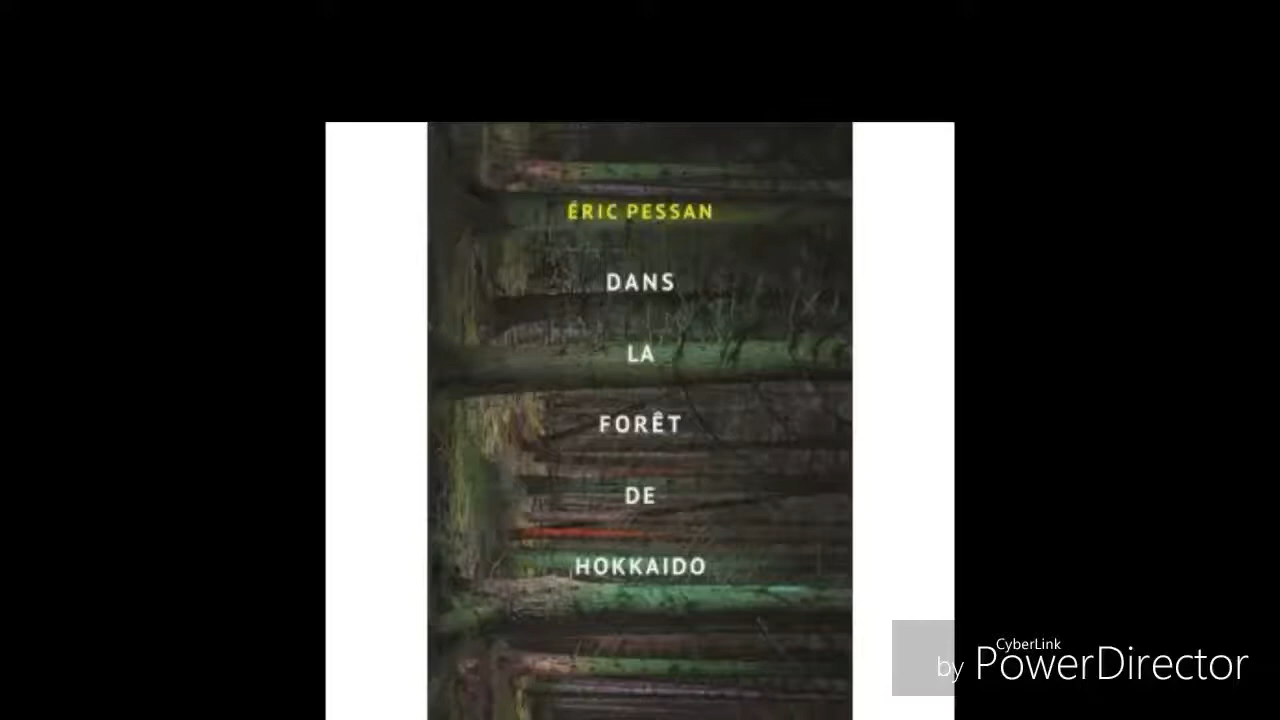 ÉRIC PESSAN
DANS
LA
FORÊT
DE
HOKKAIDO
CyberLink
by PowerDirector